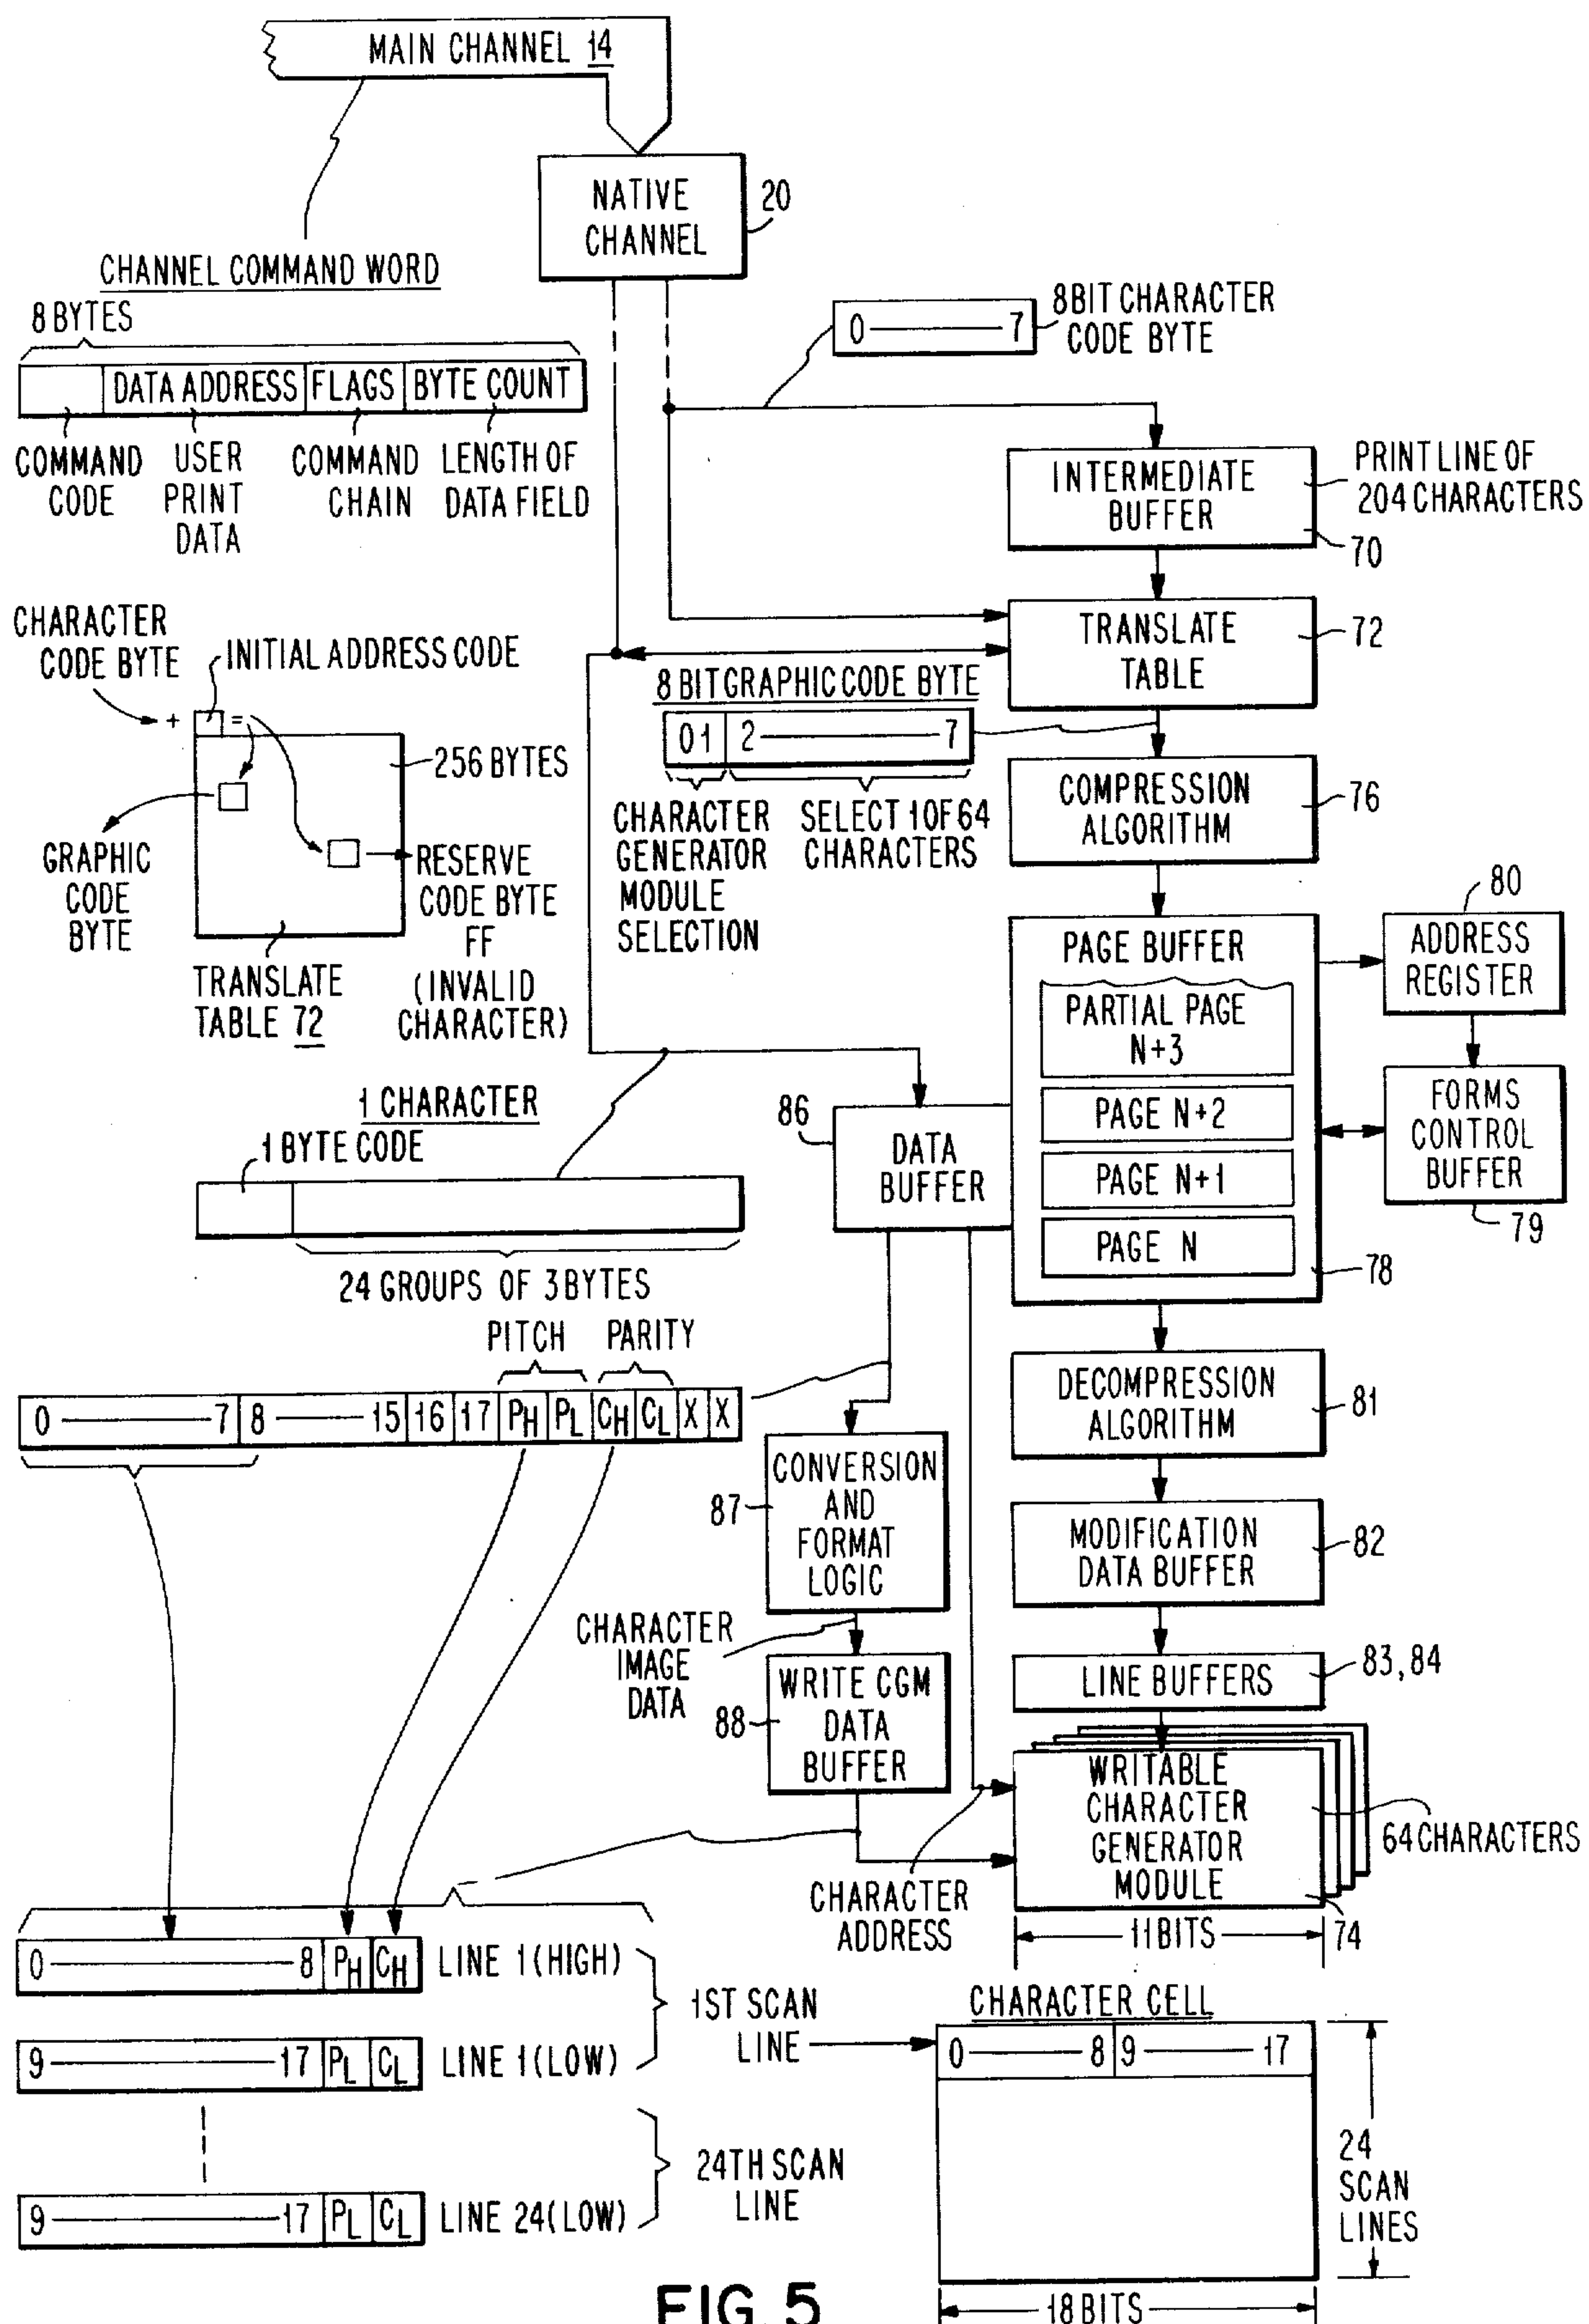 MAIN CHANNEL 14
NATIVE
CHANNEL
20
CHANNEL COMMAND WORD
8 BYTES
DATA ADDRESS FLAGS BYTE COUNT
COMMAND
CODE
USER
PRINT
DATA
COMMAND
CHAIN
LENGTH OF
DATA FIELD
0 7
8 BIT CHARACTER
CODE BYTE
INTERMEDIATE
BUFFER
PRINT LINE OF
204 CHARACTERS
70
TRANSLATE
TABLE
72
CHARACTER
CODE BYTE
INITIAL ADDRESS CODE
+ =
256 BYTES
GRAPHIC
CODE
BYTE
RESERVE
CODE BYTE
FF
(INVALID
CHARACTER)
TRANSLATE
TABLE 72
8 BIT GRAPHIC CODE BYTE
0 1 2 7
CHARACTER
GENERATOR
MODULE
SELECTION
SELECT 1 OF 64
CHARACTERS
COMPRESSION
ALGORITHM
76
PAGE BUFFER
PARTIAL PAGE
N+3
PAGE N+2
PAGE N+1
PAGE N
78
80
ADDRESS
REGISTER
FORMS
CONTROL
BUFFER
79
1 CHARACTER
1 BYTE CODE
24 GROUPS OF 3 BYTES
86
DATA
BUFFER
PITCH PARITY
0 7 8 15 16 17 PH PL CH CL X X
DECOMPRESSION
ALGORITHM
81
87
CONVERSION
AND
FORMAT
LOGIC
MODIFICATION
DATA BUFFER
82
CHARACTER
IMAGE
DATA
88
WRITE CGM
DATA
BUFFER
LINE BUFFERS
83, 84
WRITABLE
CHARACTER
GENERATOR
MODULE
64 CHARACTERS
74
CHARACTER
ADDRESS
11 BITS
0 8 PH CH LINE 1 (HIGH)
9 17 PL CL LINE 1 (LOW)
1ST SCAN
LINE
9 17 PL CL LINE 24 (LOW)
24TH SCAN
LINE
CHARACTER CELL
0 8 9 17
24
SCAN
LINES
18 BITS
FIG. 5